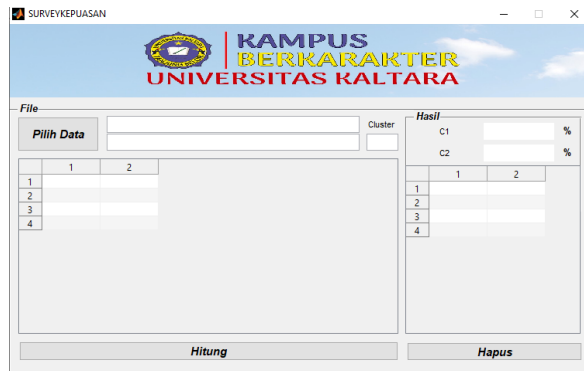 SURVEYKEPUASAN
KAMPUS
BERKARAKTER
UNIVERSITAS KALTARA
File
Pilih Data
Cluster
1 2
1
2
3
4
Hitung
Hasil
C1 %
C2 %
1 2
1
2
3
4
Hapus